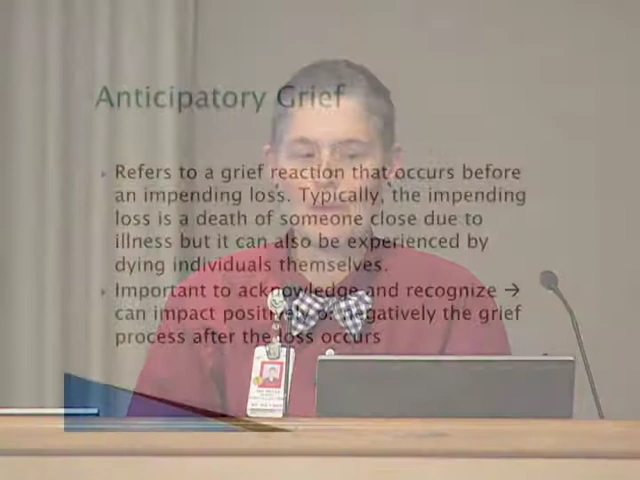 Anticipatory Grief
Refers to a grief reaction that occurs before
an impending loss. Typically, the impending
loss is a death of someone close due to
illness but it can also be experienced by
dying individuals themselves.
Important to acknowledge and recognize →
can impact positively or negatively the grief
process after the loss occurs